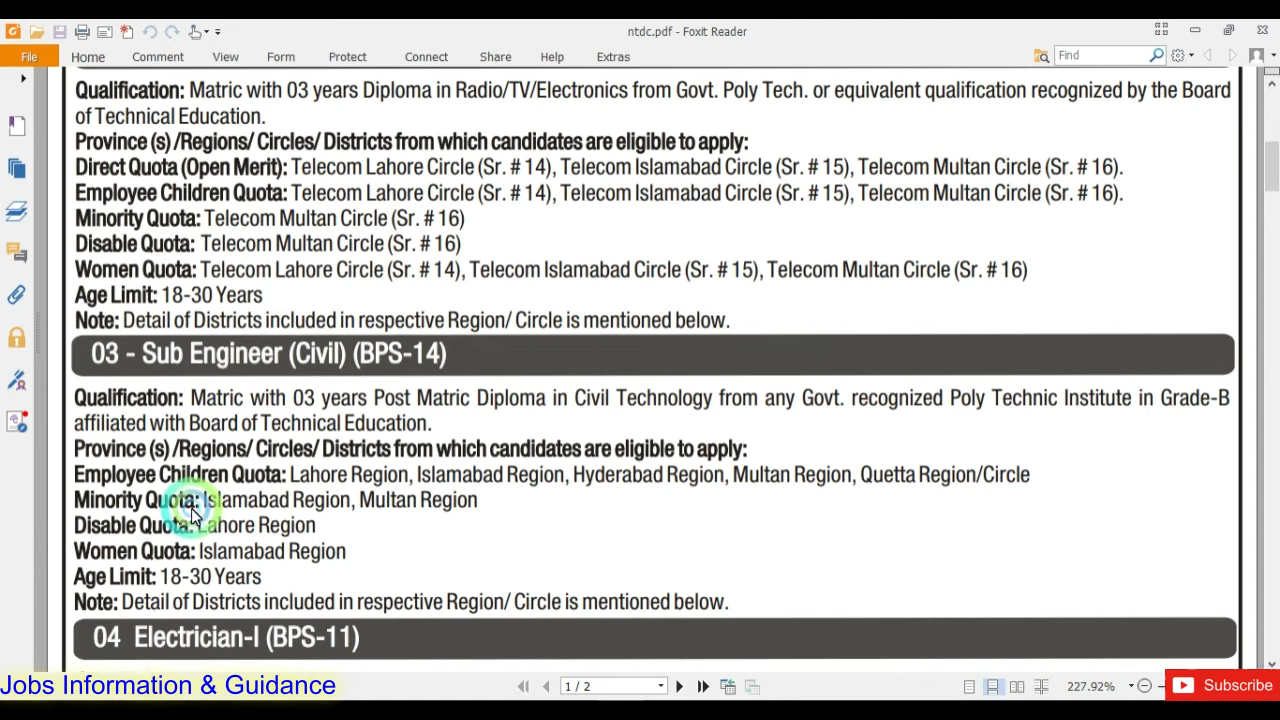 ntdc.pdf - Foxit Reader
File Home Comment View Form Protect Connect Share Help Extras Find
Qualification: Matric with 03 years Diploma in Radio/TV/Electronics from Govt. Poly Tech. or equivalent qualification recognized by the Board
of Technical Education.
Province (s) /Regions/ Circles/ Districts from which candidates are eligible to apply:
Direct Quota (Open Merit): Telecom Lahore Circle (Sr. # 14), Telecom Islamabad Circle (Sr. # 15), Telecom Multan Circle (Sr. # 16).
Employee Children Quota: Telecom Lahore Circle (Sr. # 14), Telecom Islamabad Circle (Sr. # 15), Telecom Multan Circle (Sr. # 16).
Minority Quota: Telecom Multan Circle (Sr. # 16)
Disable Quota: Telecom Multan Circle (Sr. # 16)
Women Quota: Telecom Lahore Circle (Sr. # 14), Telecom Islamabad Circle (Sr. # 15), Telecom Multan Circle (Sr. # 16)
Age Limit: 18-30 Years
Note: Detail of Districts included in respective Region/ Circle is mentioned below.
03 - Sub Engineer (Civil) (BPS-14)
Qualification: Matric with 03 years Post Matric Diploma in Civil Technology from any Govt. recognized Poly Technic Institute in Grade-B
affiliated with Board of Technical Education.
Province (s) /Regions/ Circles/ Districts from which candidates are eligible to apply:
Employee Children Quota: Lahore Region, Islamabad Region, Hyderabad Region, Multan Region, Quetta Region/Circle
Minority Quota: Islamabad Region, Multan Region
Disable Quota: Lahore Region
Women Quota: Islamabad Region
Age Limit: 18-30 Years
Note: Detail of Districts included in respective Region/ Circle is mentioned below.
04 Electrician-I (BPS-11)
Jobs Information & Guidance
1 / 2
227.92%
Subscribe